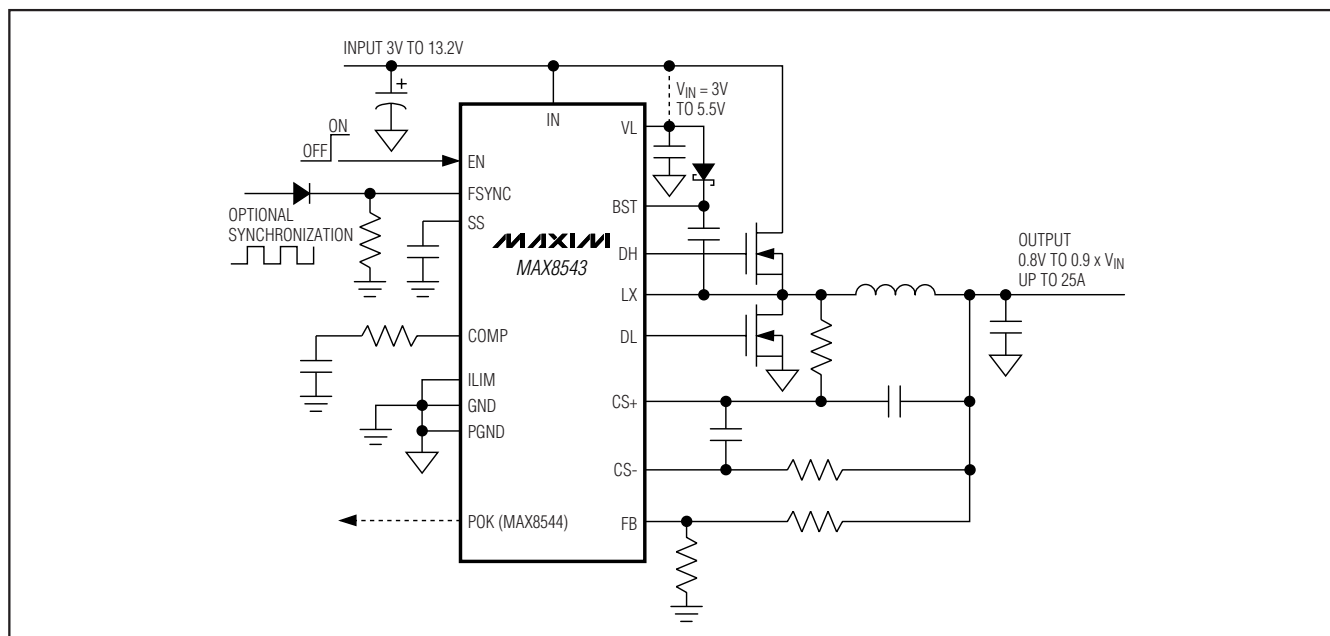 INPUT 3V TO 13.2V
VIN = 3V
TO 5.5V
IN
VL
ON
OFF
EN
FSYNC
OPTIONAL
SYNCHRONIZATION
SS
BST
MAXIM
MAX8543
DH
LX
DL
OUTPUT
0.8V TO 0.9 x VIN
UP TO 25A
COMP
ILIM
GND
PGND
CS+
CS-
POK (MAX8544)
FB
+